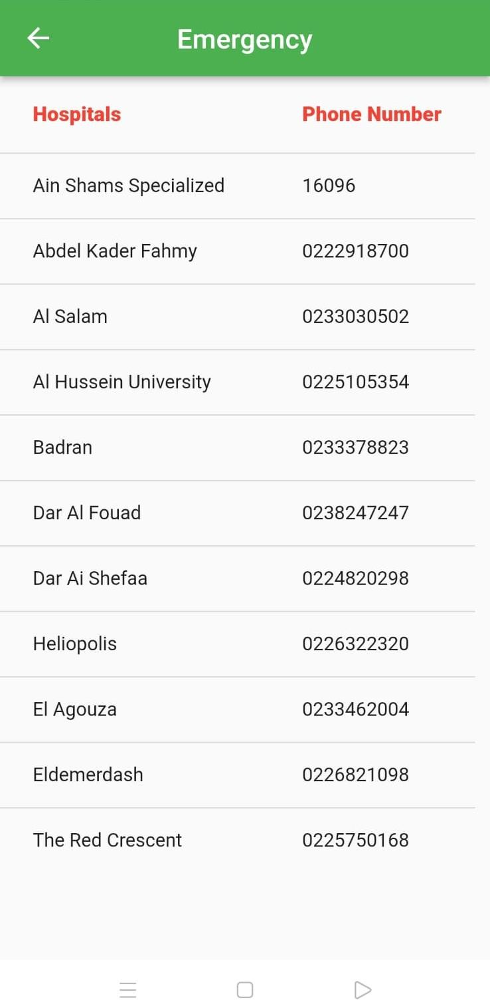 Emergency
Hospitals Phone Number
Ain Shams Specialized 16096
Abdel Kader Fahmy 0222918700
Al Salam 0233030502
Al Hussein University 0225105354
Badran 0233378823
Dar Al Fouad 0238247247
Dar Ai Shefaa 0224820298
Heliopolis 0226322320
El Agouza 0233462004
Eldemerdash 0226821098
The Red Crescent 0225750168